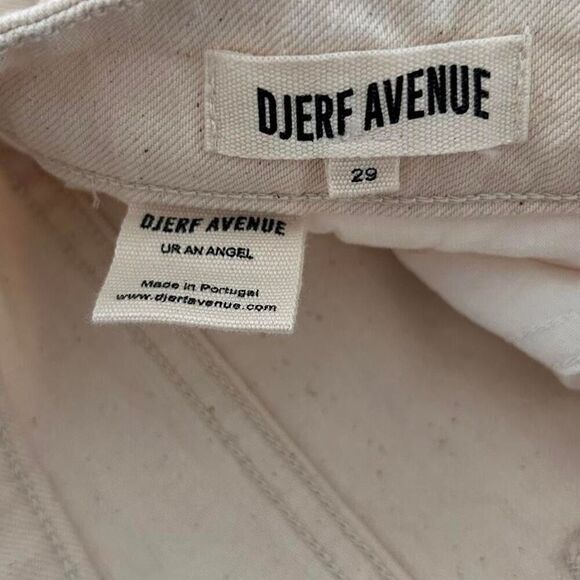 DJERF AVENUE
29
DJERF AVENUE
UR AN ANGEL
Made in Portugal
www.djerfavenue.com